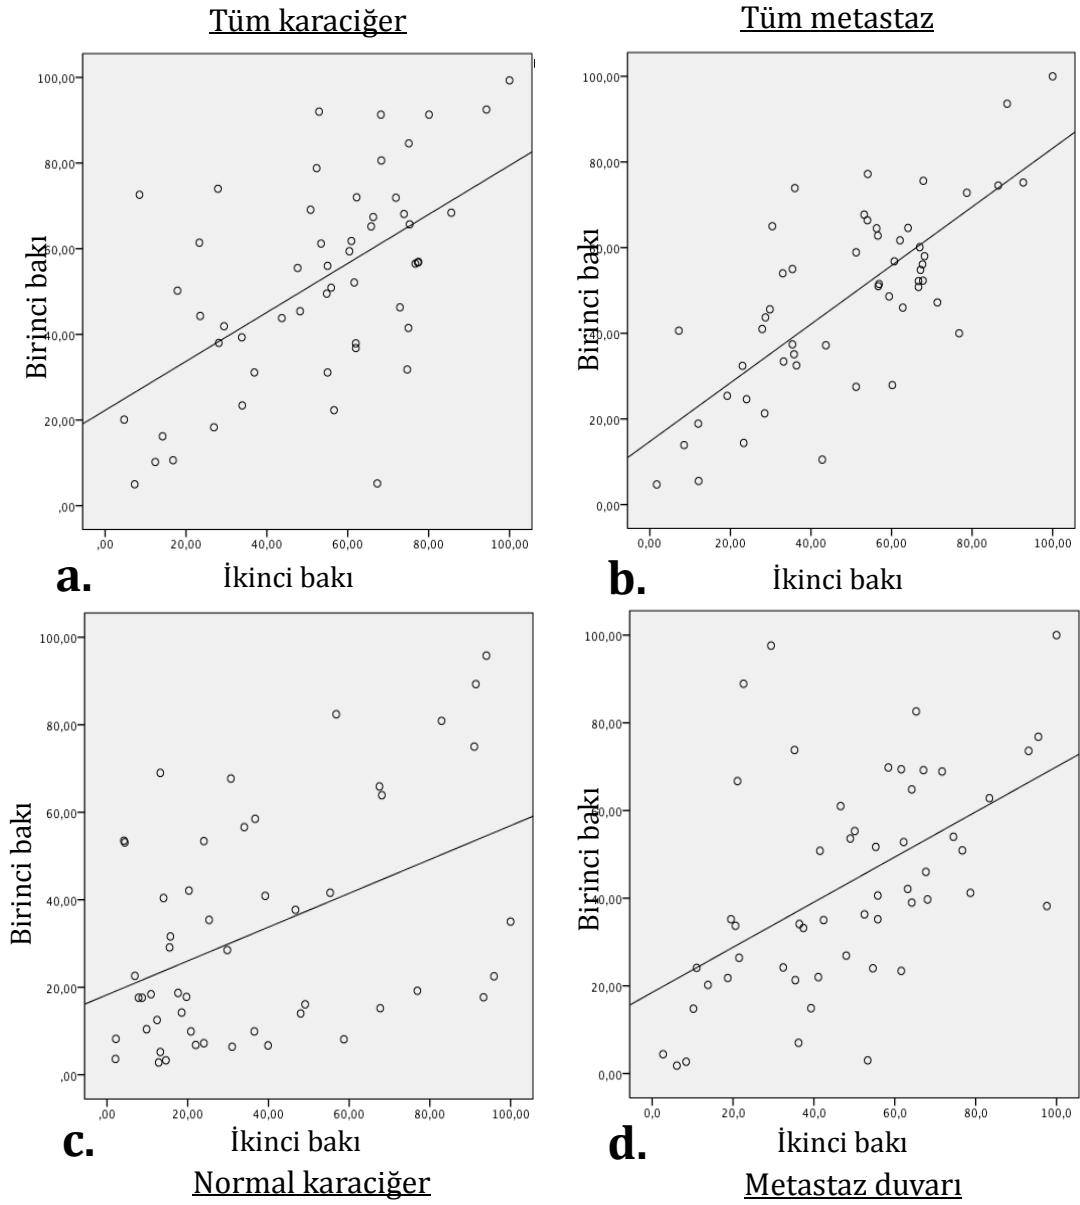 Tüm karaciğer
Tüm metastaz
100,00
80,00
60,00
40,00
20,00
,00
Birinci bakı
,00 20,00 40,00 60,00 80,00 100,00
a. İkinci bakı
100,00
80,00
60,00
40,00
20,00
0,00
Birinci bakı
0,00 20,00 40,00 60,00 80,00 100,00
b. İkinci bakı
100,00
80,00
60,00
40,00
20,00
,00
Birinci bakı
,00 20,00 40,00 60,00 80,00 100,00
c. İkinci bakı
Normal karaciğer
100,00
80,00
60,00
40,00
20,00
0,00
Birinci bakı
0,0 20,0 40,0 60,0 80,0 100,0
d. İkinci bakı
Metastaz duvarı